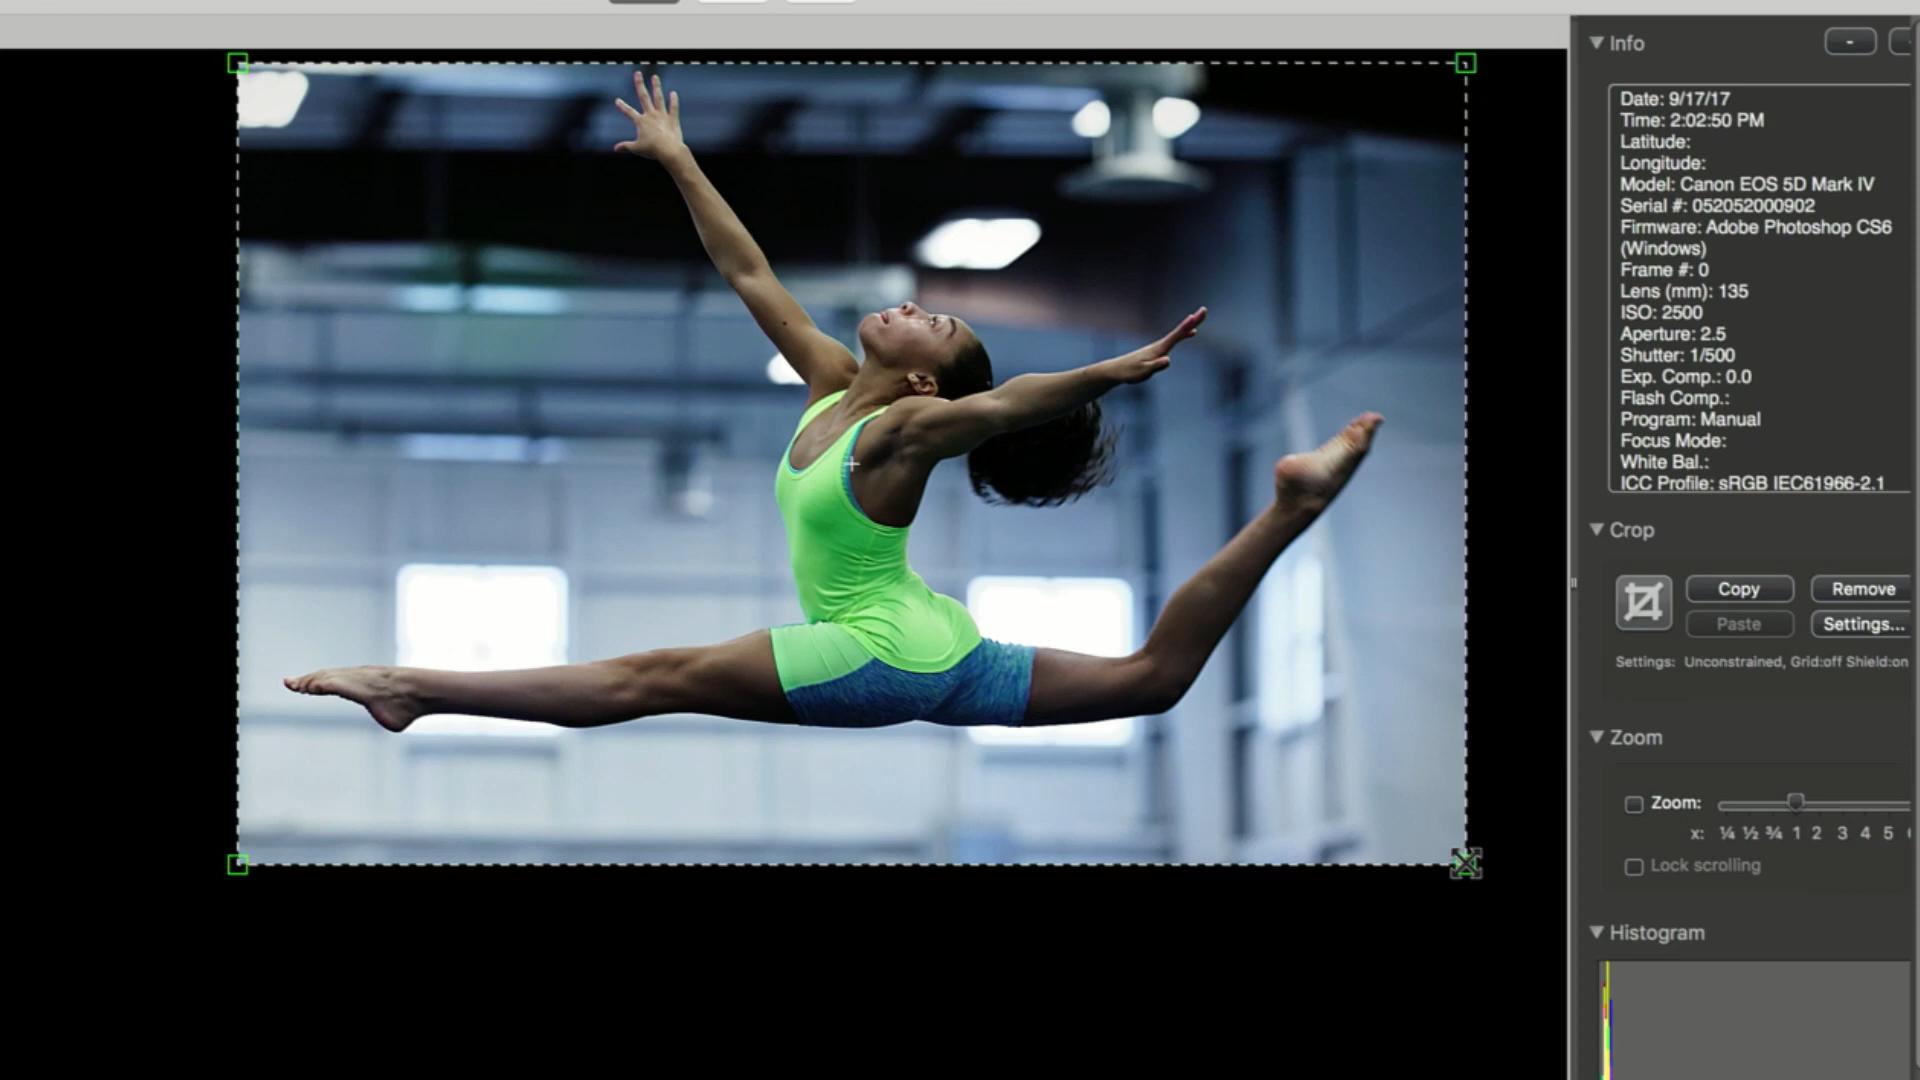 Info
-
Date: 9/17/17
Time: 2:02:50 PM
Latitude:
Longitude:
Model: Canon EOS 5D Mark IV
Serial #: 052052000902
Firmware: Adobe Photoshop CS6
(Windows)
Frame #: 0
Lens (mm): 135
ISO: 2500
Aperture: 2.5
Shutter: 1/500
Exp. Comp.: 0.0
Flash Comp.:
Program: Manual
Focus Mode:
White Bal.:
ICC Profile: sRGB IEC61966-2.1
Crop
Copy Remove
Paste Settings...
Settings: Unconstrained, Grid:off Shield:on
Zoom
Zoom:
x: ¼ ½ ¾ 1 2 3 4 5
Lock scrolling
Histogram